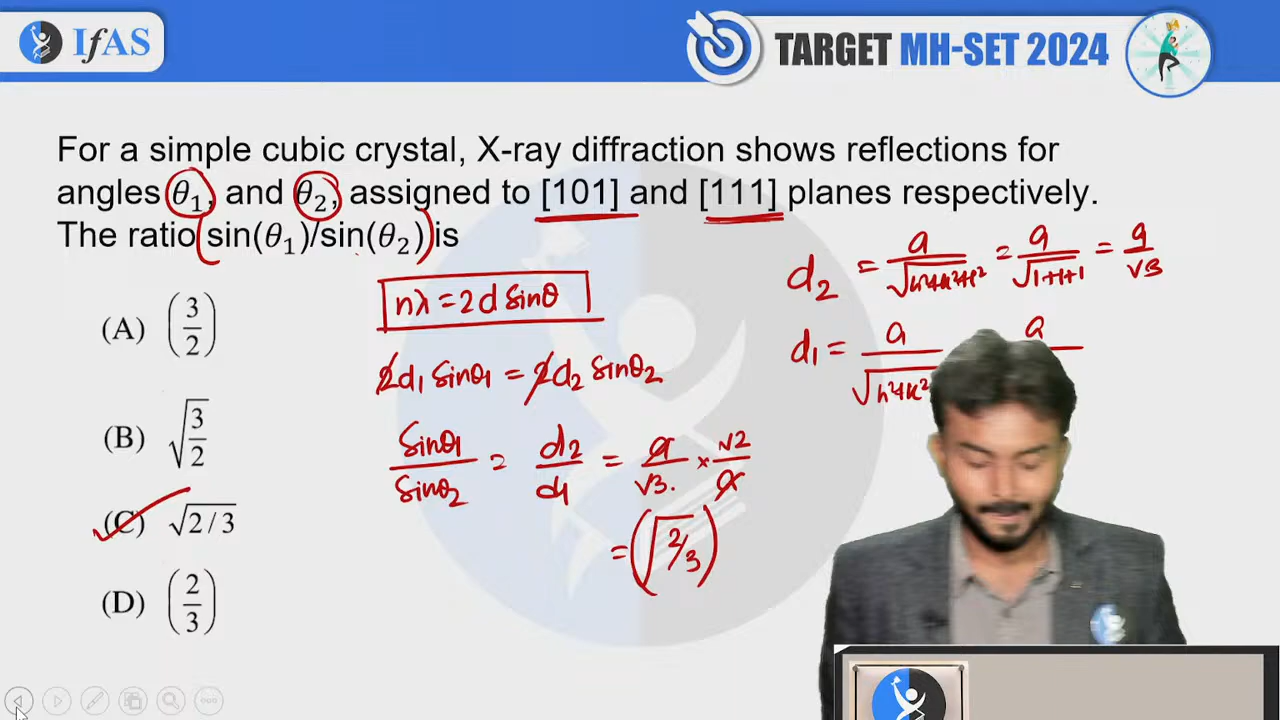 IfAS
TARGET MH-SET 2024
For a simple cubic crystal, X-ray diffraction shows reflections for
angles θ₁, and θ₂, assigned to [101] and [111] planes respectively.
The ratio sin(θ₁)/sin(θ₂) is
(A) (3/2)
(B) √3/2
(C) √2/3
(D) (2/3)
nλ = 2d sinθ
2d₁ sinθ₁ = 2d₂ sinθ₂
sinθ₁/sinθ₂ = d₂/d₁ = a/√3 × √2/a
= (√2/3)
d₂ = a/√h²+k²+l² = a/√1+1+1 = a/√3
d₁ = a/√h²+k² a